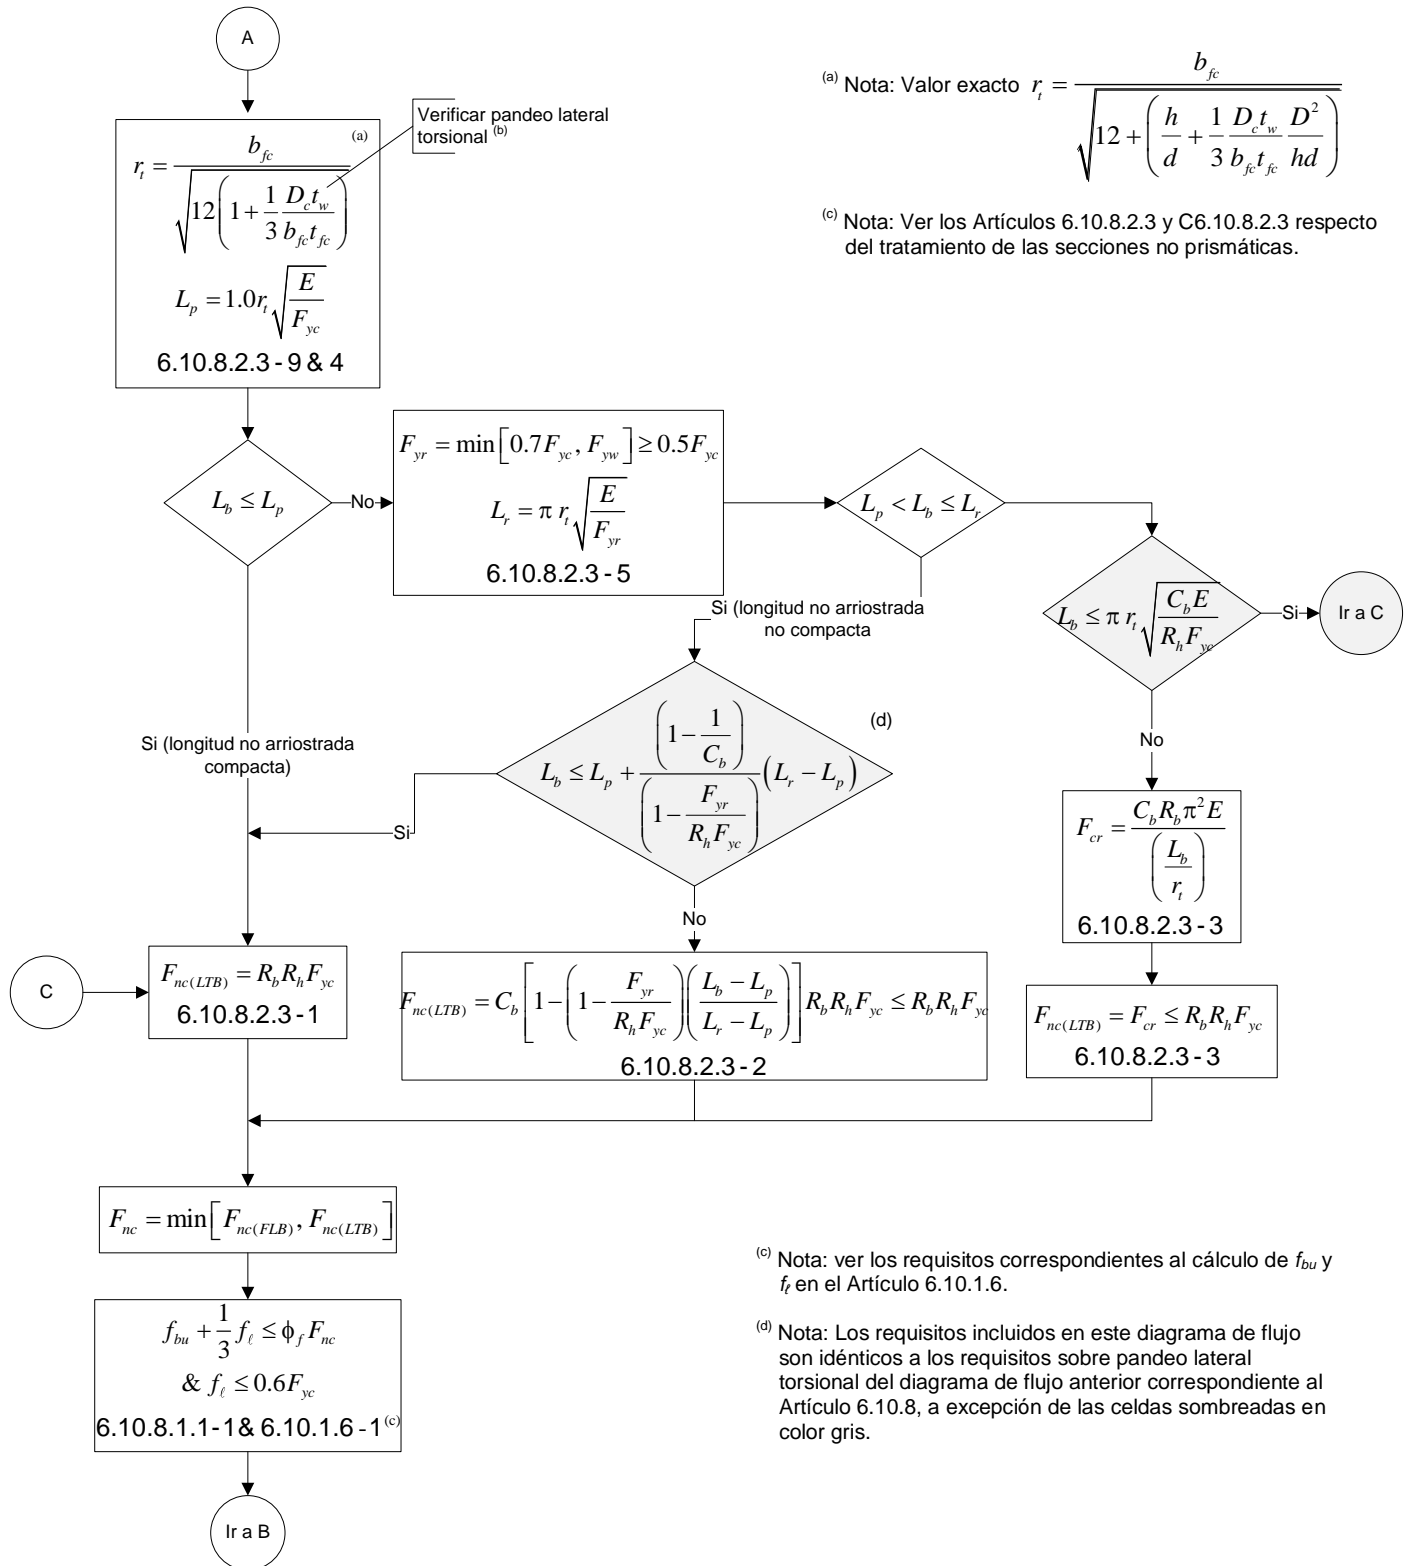 A
Verificar pandeo lateral
torsional (b)
r_t = b_fc / √(12(1 + (1/3)(D_c t_w / b_fc t_fc))) (a)
L_p = 1.0r_t √(E / F_yc)
6.10.8.2.3 - 9 & 4
(a) Nota: Valor exacto r_t = b_fc / √(12 + (h/d + (1/3)(D_c t_w / b_fc t_fc)(D² / hd)))
(c) Nota: Ver los Artículos 6.10.8.2.3 y C6.10.8.2.3 respecto
del tratamiento de las secciones no prismáticas.
L_b ≤ L_p
No
F_yr = min[0.7F_yc, F_yw] ≥ 0.5F_yc
L_r = π r_t √(E / F_yr)
6.10.8.2.3 - 5
L_p < L_b ≤ L_r
L_b ≤ π r_t √(C_b E / R_h F_yc)
Si
Ir a C
Si (longitud no arriostrada
no compacta
Si (longitud no arriostrada
compacta)
L_b ≤ L_p + ((1 − 1/C_b) / (1 − F_yr / R_h F_yc))(L_r − L_p)
(d)
Si
No
No
F_cr = C_b R_b π² E / (L_b / r_t)
6.10.8.2.3 - 3
C
F_nc(LTB) = R_b R_h F_yc
6.10.8.2.3 - 1
F_nc(LTB) = C_b [1 − (1 − F_yr / R_h F_yc)((L_b − L_p) / (L_r − L_p))] R_b R_h F_yc ≤ R_b R_h F_yc
6.10.8.2.3 - 2
F_nc(LTB) = F_cr ≤ R_b R_h F_yc
6.10.8.2.3 - 3
F_nc = min[F_nc(FLB), F_nc(LTB)]
f_bu + (1/3) f_ℓ ≤ ϕ_f F_nc
& f_ℓ ≤ 0.6F_yc
6.10.8.1.1-1 & 6.10.1.6 - 1 (c)
Ir a B
(c) Nota: ver los requisitos correspondientes al cálculo de f_bu y
f_ℓ en el Artículo 6.10.1.6.
(d) Nota: Los requisitos incluidos en este diagrama de flujo
son idénticos a los requisitos sobre pandeo lateral
torsional del diagrama de flujo anterior correspondiente al
Artículo 6.10.8, a excepción de las celdas sombreadas en
color gris.